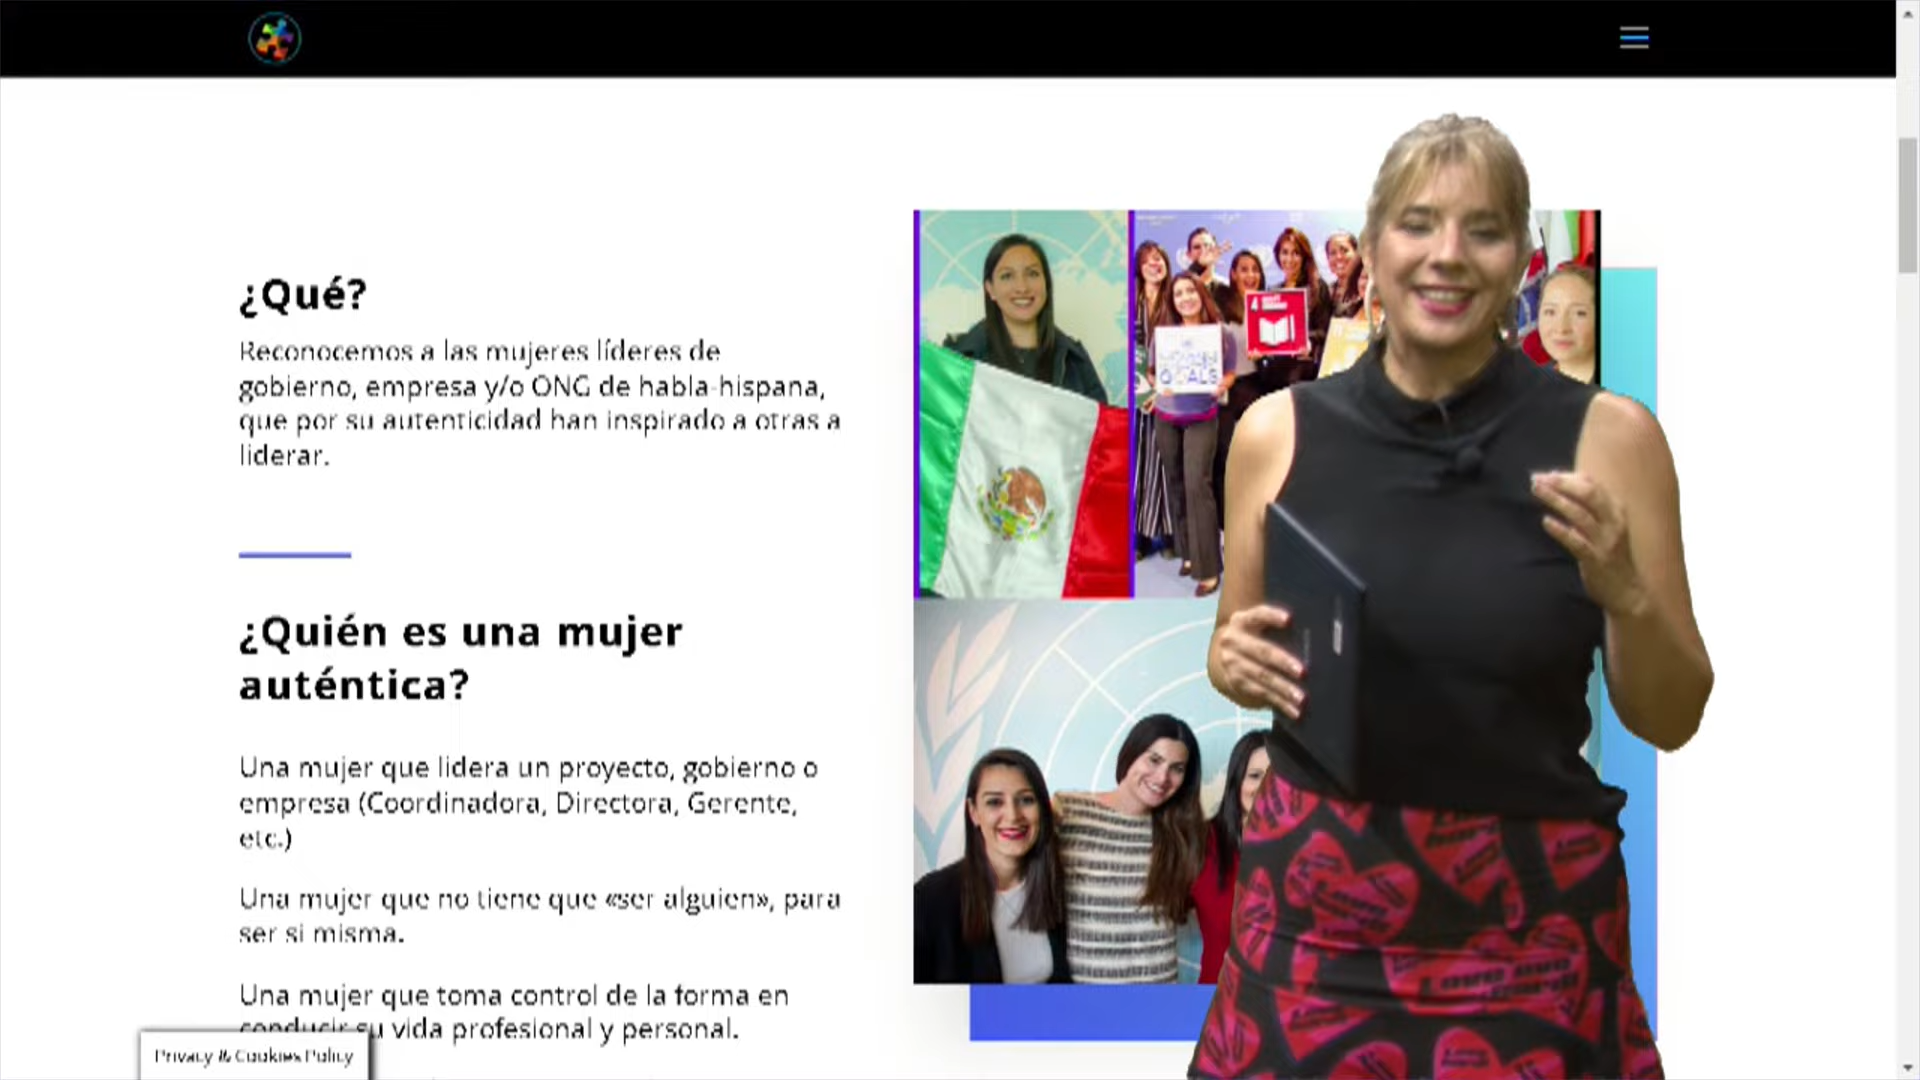 ¿Qué?
Reconocemos a las mujeres líderes de
gobierno, empresa y/o ONG de habla-hispana,
que por su autenticidad han inspirado a otras a
liderar.
¿Quién es una mujer
auténtica?
Una mujer que lidera un proyecto, gobierno o
empresa (Coordinadora, Directora, Gerente,
etc.)
Una mujer que no tiene que «ser alguien», para
ser si misma.
Una mujer que toma control de la forma en
conducir su vida profesional y personal.
Privacy & Cookies Policy